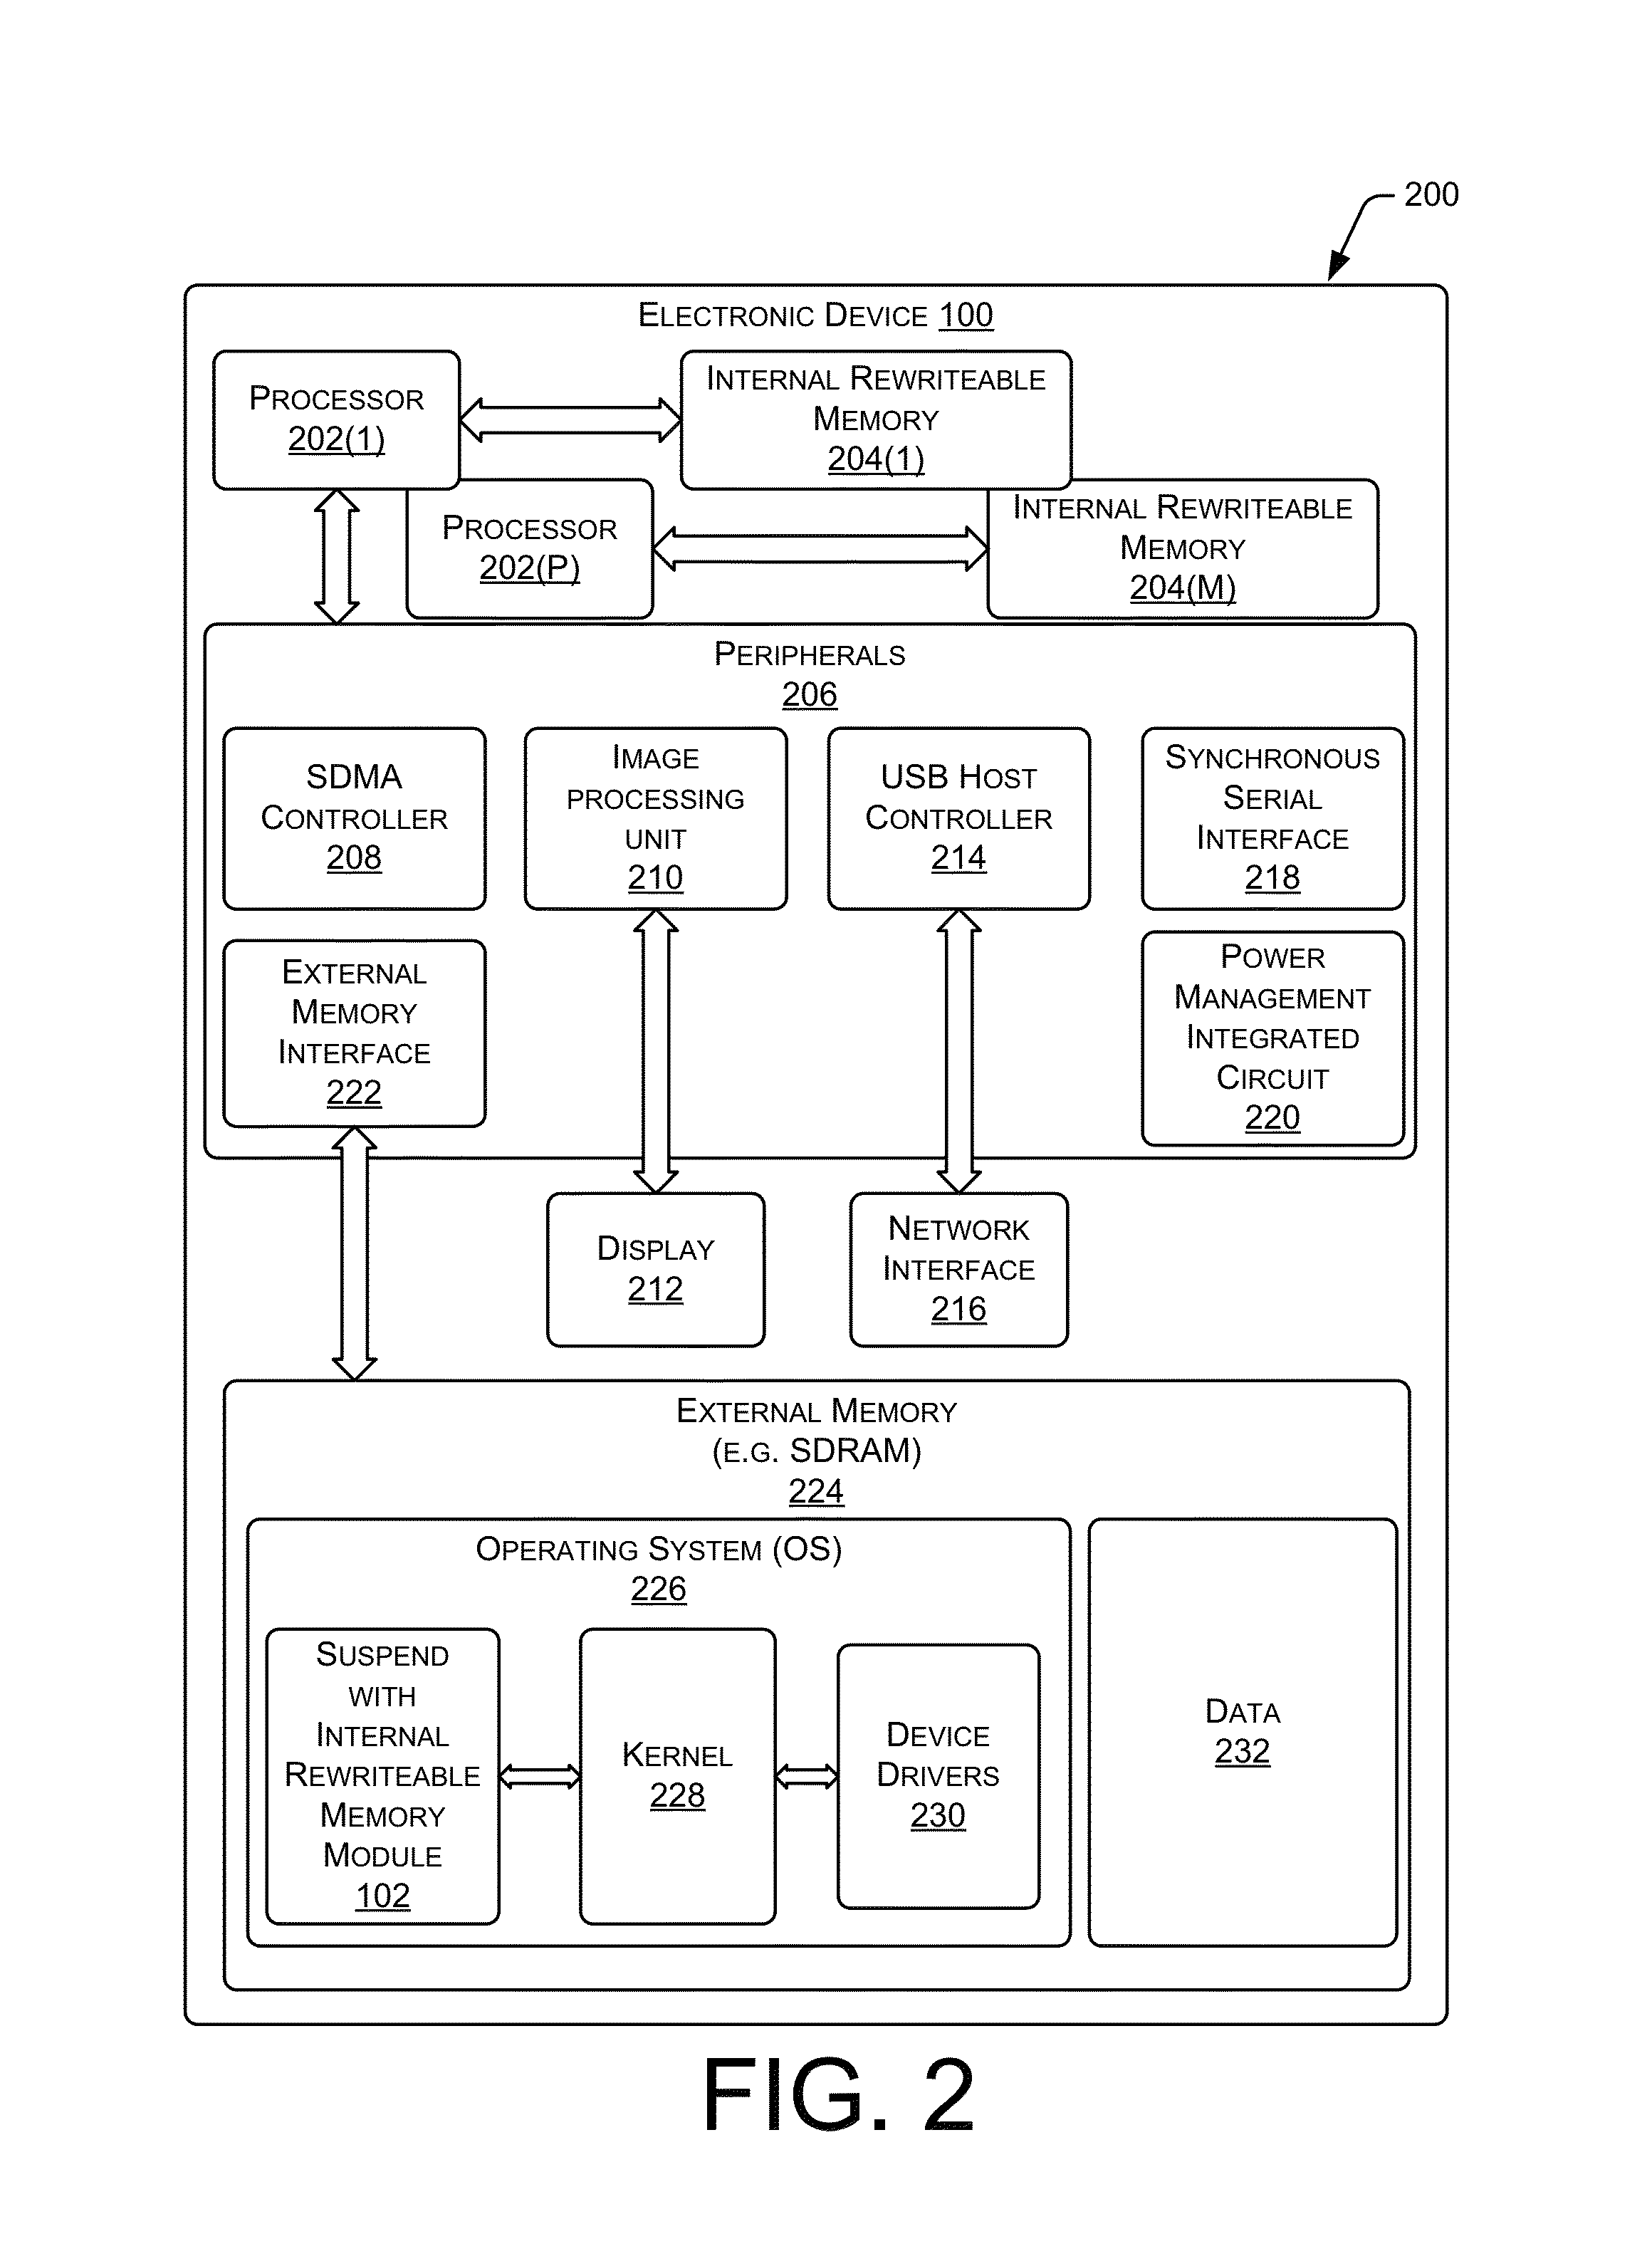 200
ELECTRONIC DEVICE 100
PROCESSOR
202(1)
INTERNAL REWRITEABLE
MEMORY
204(1)
PROCESSOR
202(P)
INTERNAL REWRITEABLE
MEMORY
204(M)
PERIPHERALS
206
SDMA
CONTROLLER
208
IMAGE
PROCESSING
UNIT
210
USB HOST
CONTROLLER
214
SYNCHRONOUS
SERIAL
INTERFACE
218
EXTERNAL
MEMORY
INTERFACE
222
POWER
MANAGEMENT
INTEGRATED
CIRCUIT
220
DISPLAY
212
NETWORK
INTERFACE
216
EXTERNAL MEMORY
(E.G. SDRAM)
224
OPERATING SYSTEM (OS)
226
SUSPEND
WITH
INTERNAL
REWRITEABLE
MEMORY
MODULE
102
KERNEL
228
DEVICE
DRIVERS
230
DATA
232
FIG. 2